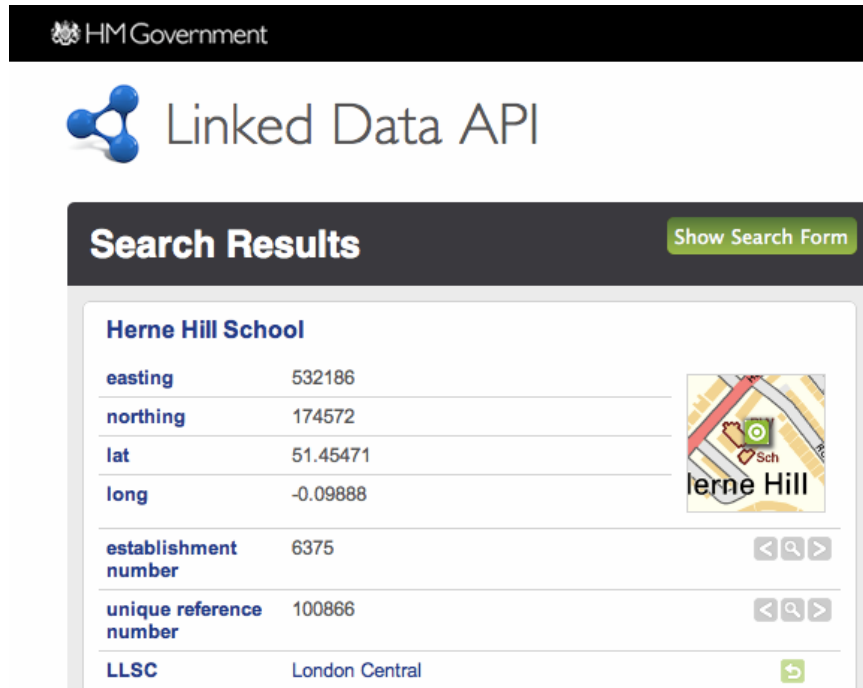 HM Government
Linked Data API
Search Results
Show Search Form
Herne Hill School
easting 532186
northing 174572
lat 51.45471
long -0.09888
Sch
lerne Hill
establishment 6375
number
unique reference 100866
number
LLSC London Central